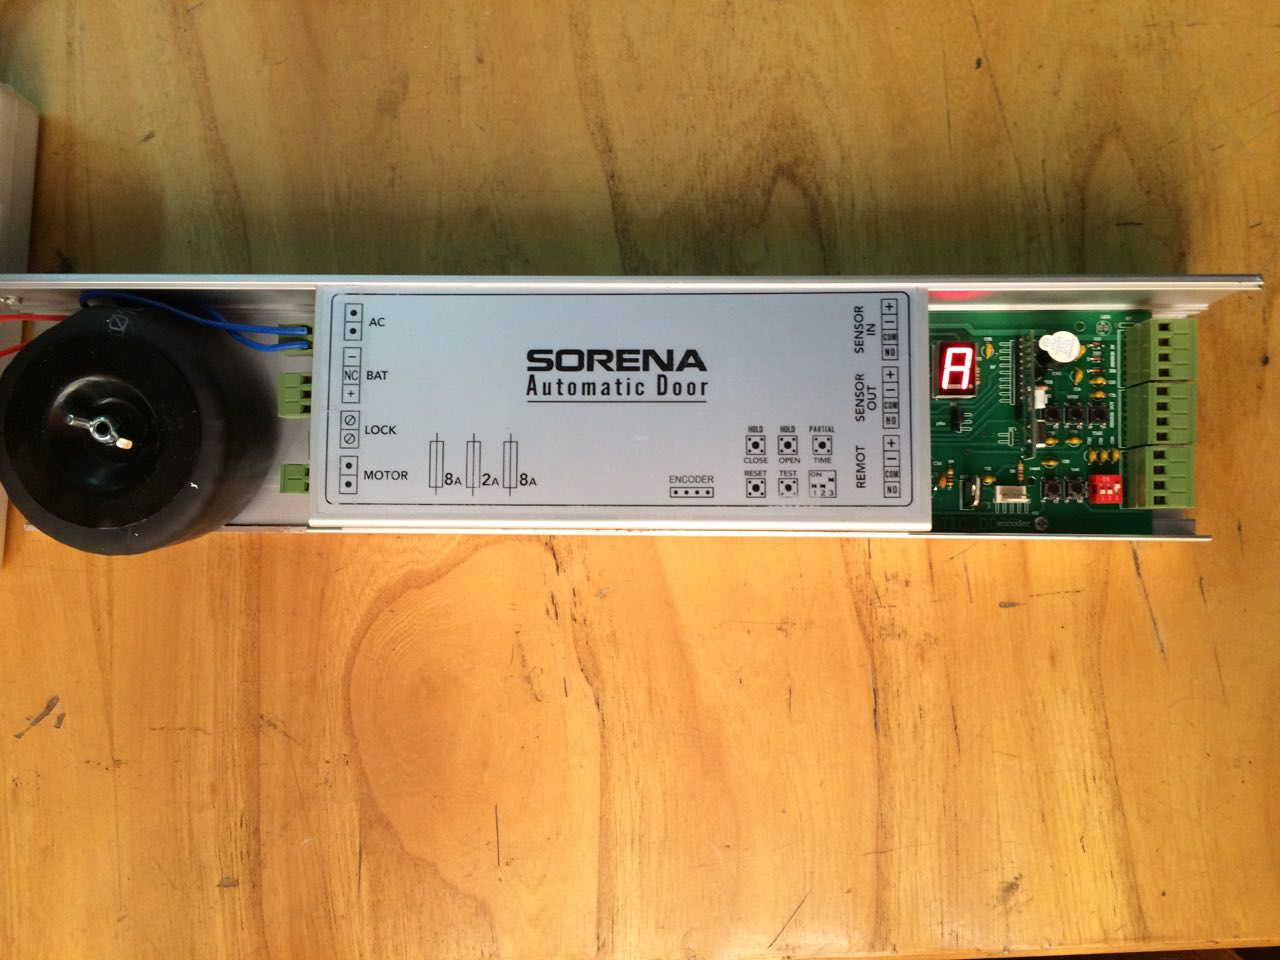 AC
−
NC
+
BAT
LOCK
MOTOR
8A
2A
8A
SORENA
Automatic Door
ENCODER
HOLD
CLOSE
HOLD
OPEN
PARTIAL
TIME
RESET
TEST
ON
1 2 3
SENSOR
IN
+
−
COM
NO
SENSOR
OUT
+
−
COM
NO
REMOT
+
−
COM
NO
A
encoder